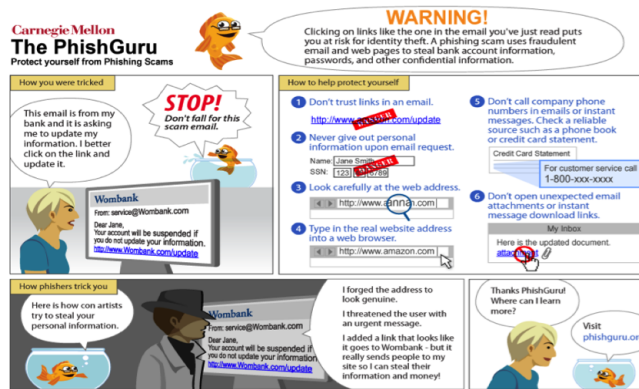 Carnegie Mellon
The PhishGuru
Protect yourself from Phishing Scams
WARNING!
Clicking on links like the one in the email you've just read puts
you at risk for identity theft. A phishing scam uses fraudulent
email and web pages to steal bank account information,
passwords, and other confidential information.
How you were tricked
This email is from my
bank and it is asking
me to update my
information. I better
click on the link and
update it.
STOP!
Don't fall for this
scam email.
Wombank
From: service@Wombank.com
Dear Jane,
Your account will be suspended if
you do not update your information.
http://www.Wombank.com/update
How to help protect yourself
1 Don't trust links in an email.
http://www.amazon.com/update
DANGER
2 Never give out personal
information upon email request.
Name: Jane Smith
SSN: 123 6789
DANGER
3 Look carefully at the web address.
http://www.annan.com
4 Type in the real website address
into a web browser.
http://www.amazon.com
5 Don't call company phone
numbers in emails or instant
messages. Check a reliable
source such as a phone book
or credit card statement.
Credit Card Statement
For customer service call
1-800-xxx-xxxx
6 Don't open unexpected email
attachments or instant
message download links.
My Inbox
Here is the updated document.
attachment
How phishers trick you
Here is how con artists
try to steal your
personal information.
Wombank
From: service@Wombank.com
Dear Jane,
Your account will be suspended if
you do not update your information
http://www.Wombank.com/update
I forged the address to
look genuine.
I threatened the user with
an urgent message.
I added a link that looks like
it goes to Wombank - but it
really sends people to my
site so I can steal their
information and money!
Thanks PhishGuru!
Where can I learn
more?
Visit
phishguru.or